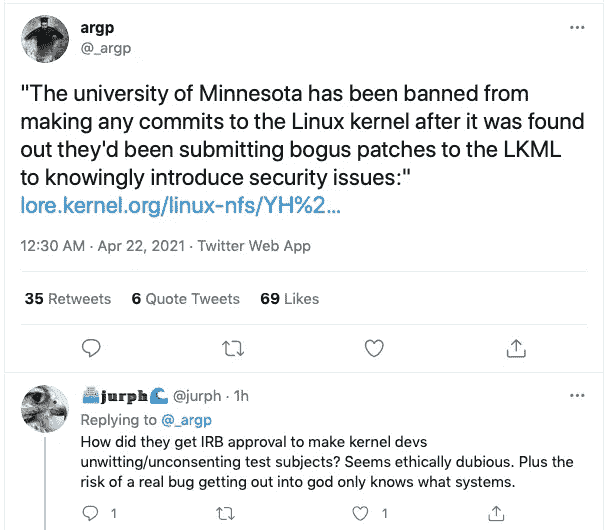 argp
@_argp
"The university of Minnesota has been banned from
making any commits to the Linux kernel after it was found
out they'd been submitting bogus patches to the LKML
to knowingly introduce security issues:"
lore.kernel.org/linux-nfs/YH%2...
12:30 AM · Apr 22, 2021 · Twitter Web App
35 Retweets 6 Quote Tweets 69 Likes
jurph @jurph · 1h
Replying to @_argp
How did they get IRB approval to make kernel devs
unwitting/unconsenting test subjects? Seems ethically dubious. Plus the
risk of a real bug getting out into god only knows what systems.
1 1